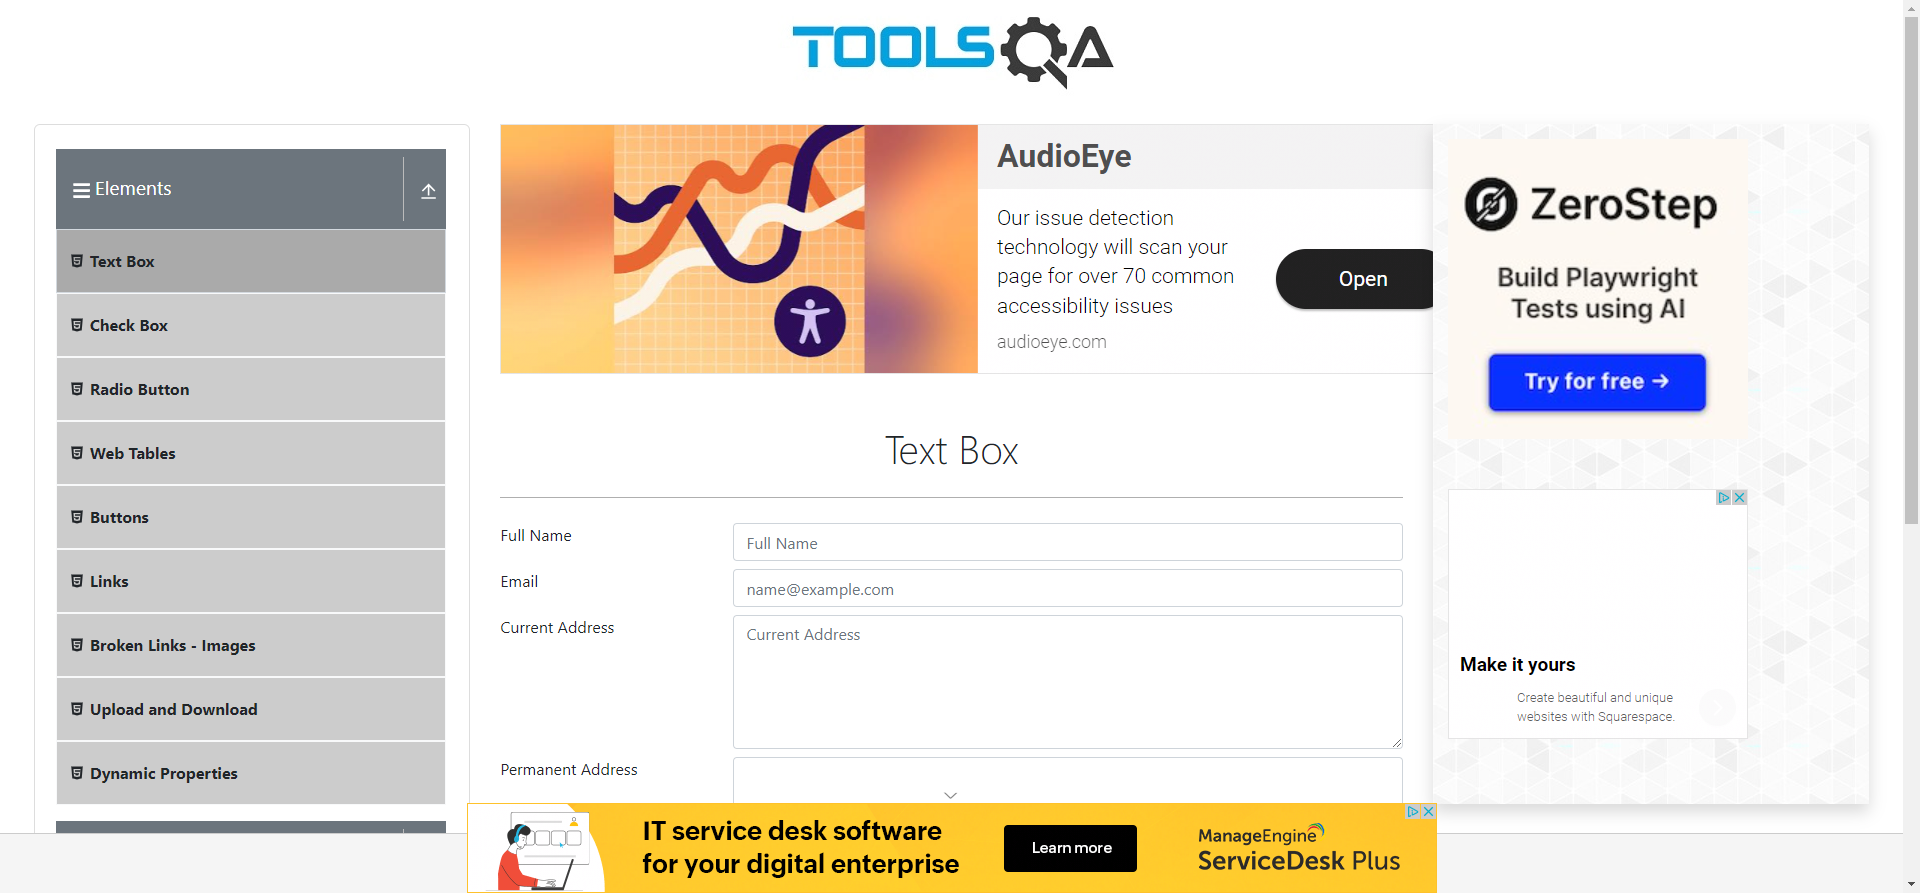 TOOLSQA
Elements
Text Box
Check Box
Radio Button
Web Tables
Buttons
Links
Broken Links - Images
Upload and Download
Dynamic Properties
AudioEye
Our issue detection
technology will scan your
page for over 70 common
accessibility issues
audioeye.com
Open
ZeroStep
Build Playwright
Tests using AI
Try for free →
Make it yours
Create beautiful and unique
websites with Squarespace.
Text Box
Full Name
Full Name
Email
name@example.com
Current Address
Current Address
Permanent Address
IT service desk software
for your digital enterprise
Learn more
ManageEngine
ServiceDesk Plus